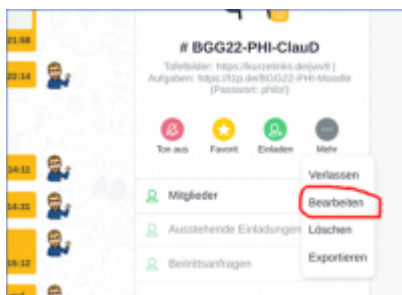 21:58
# BGG22-PHI-ClauD
Tafelbilder: https://kurzelinks.de/jwv9 |
Aufgaben: https://t1p.de/BGG22-PHI-Moodle
(Passwort: philo!)
22:14
Ton aus
Favorit
Einladen
Mehr
14:11
Verlassen
Mitglieder
Bearbeiten
14:31
Ausstehende Einladungen
Löschen
Exportieren
15:12
Beitrittsanfragen